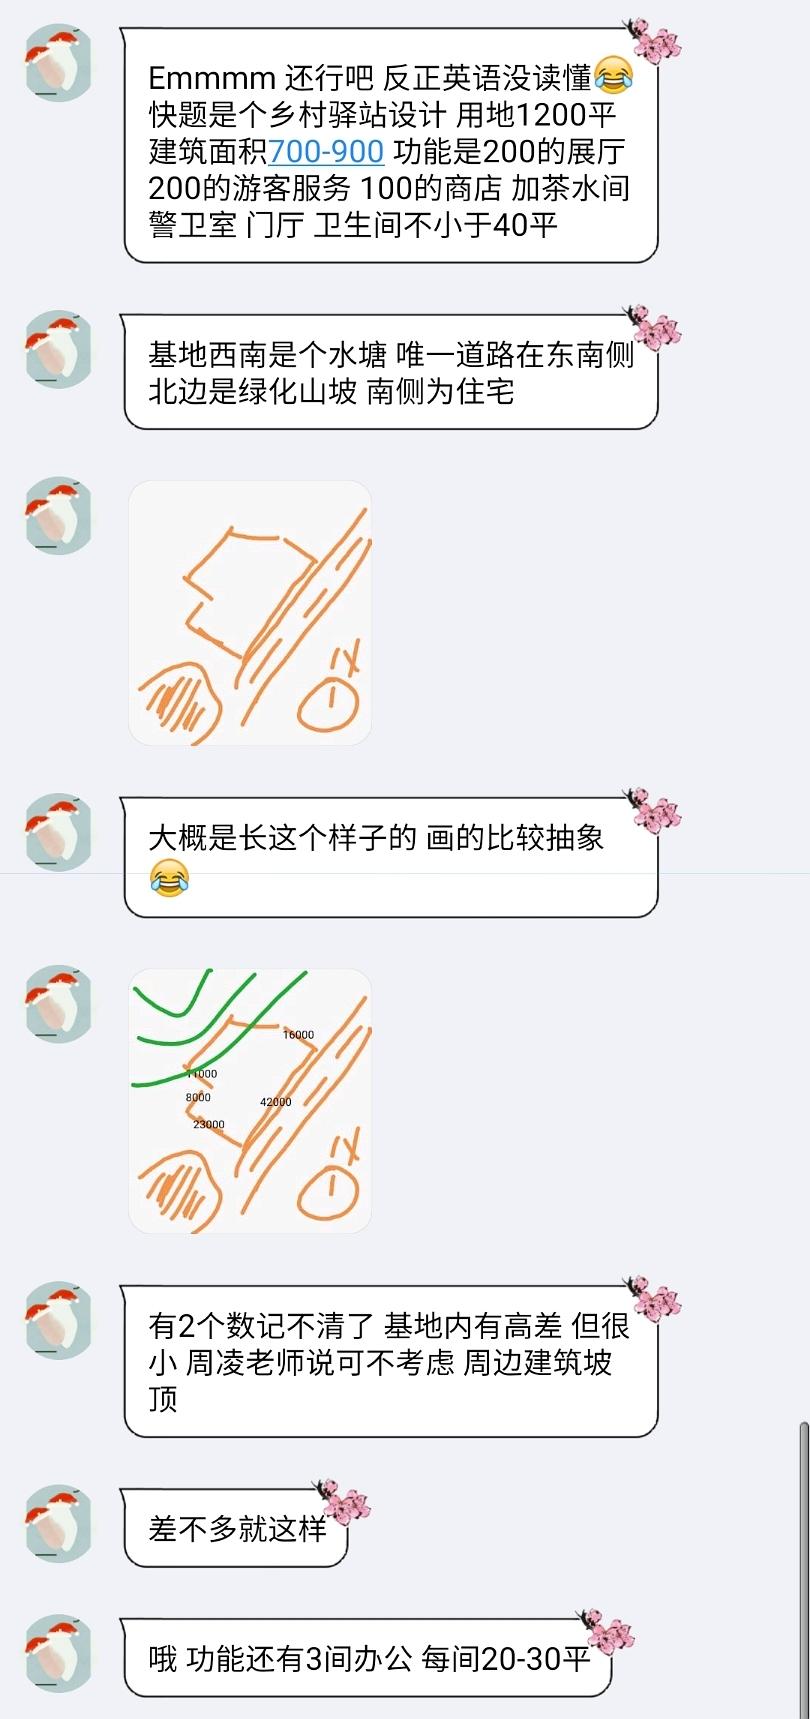 Emmmm 还行吧 反正英语没读懂😂
快题是个乡村驿站设计 用地1200平
建筑面积700-900 功能是200的展厅
200的游客服务 100的商店 加茶水间
警卫室 门厅 卫生间不小于40平
基地西南是个水塘 唯一道路在东南侧
北边是绿化山坡 南侧为住宅
大概是长这个样子的 画的比较抽象
😂
16000
11000
8000
42000
23000
有2个数记不清了 基地内有高差 但很
小 周凌老师说可不考虑 周边建筑坡
顶
差不多就这样
哦 功能还有3间办公 每间20-30平